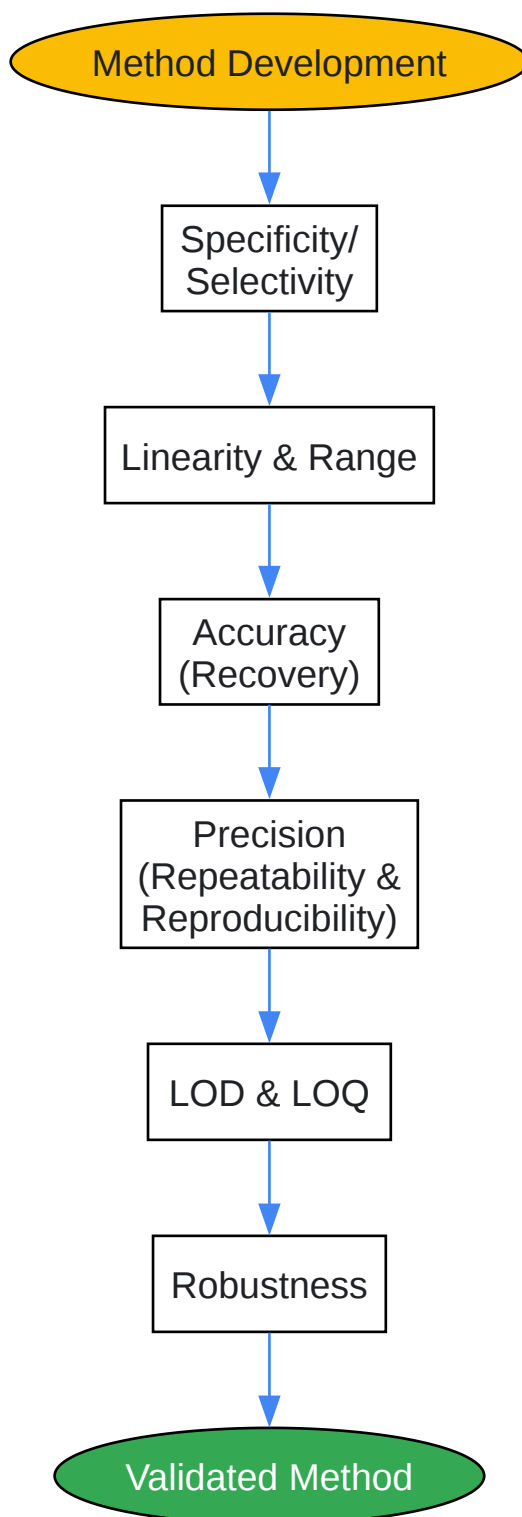 Method Development
Specificity/
Selectivity
Linearity & Range
Accuracy
(Recovery)
Precision
(Repeatability &
Reproducibility)
LOD & LOQ
Robustness
Validated Method